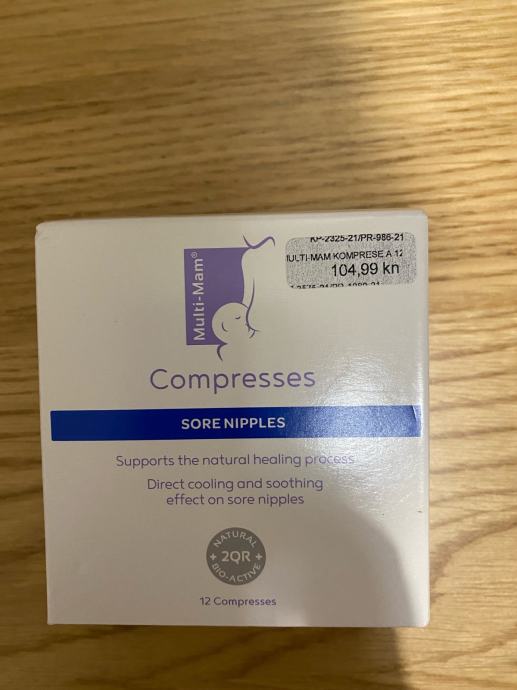 KP-2325-21/PR-986-21
ULTI-MAM KOMPRESE A 12
104,99 kn
Multi-Mam®
Compresses
SORE NIPPLES
Supports the natural healing process
Direct cooling and soothing
effect on sore nipples
NATURAL
+ 2QR +
BIO-ACTIVE
12 Compresses